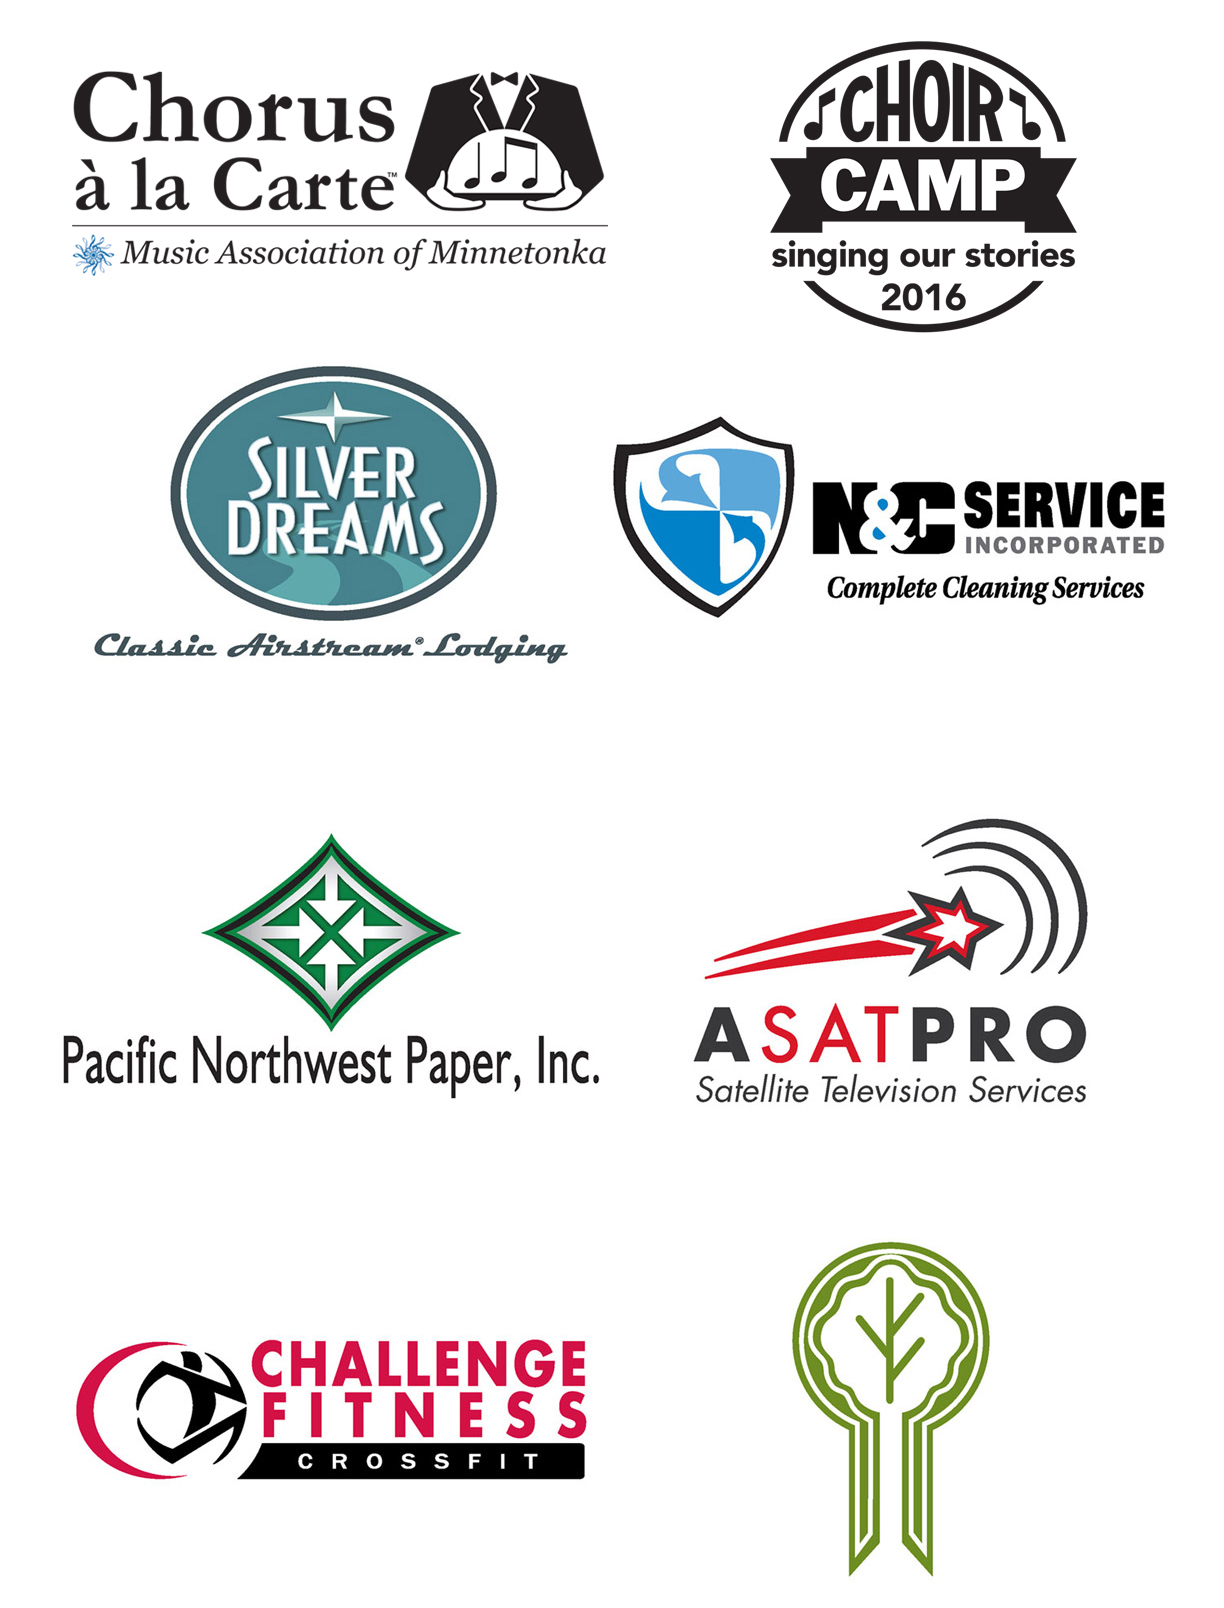 Chorus
à la Carte™
Music Association of Minnetonka
CHOIR
CAMP
singing our stories
2016
SILVER
DREAMS
Classic Airstream® Lodging
N&C SERVICE
INCORPORATED
Complete Cleaning Services
Pacific Northwest Paper, Inc.
ASATPRO
Satellite Television Services
CHALLENGE
FITNESS
CROSSFIT